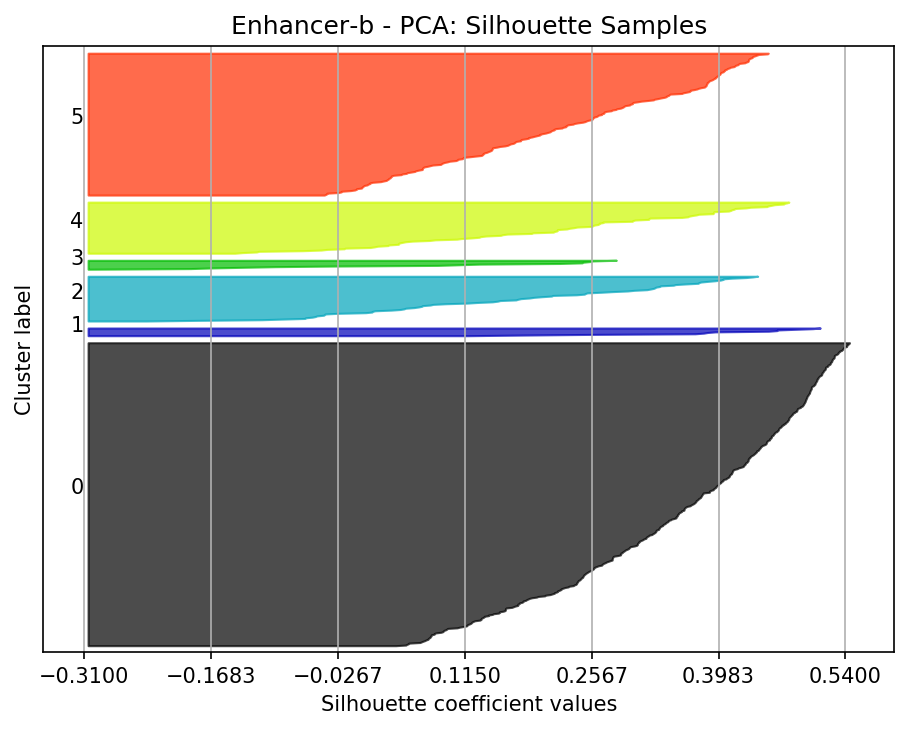 Enhancer-b - PCA: Silhouette Samples
5
4
3
2
1
0
Cluster label
−0.3100 −0.1683 −0.0267 0.1150 0.2567 0.3983 0.5400
Silhouette coefficient values